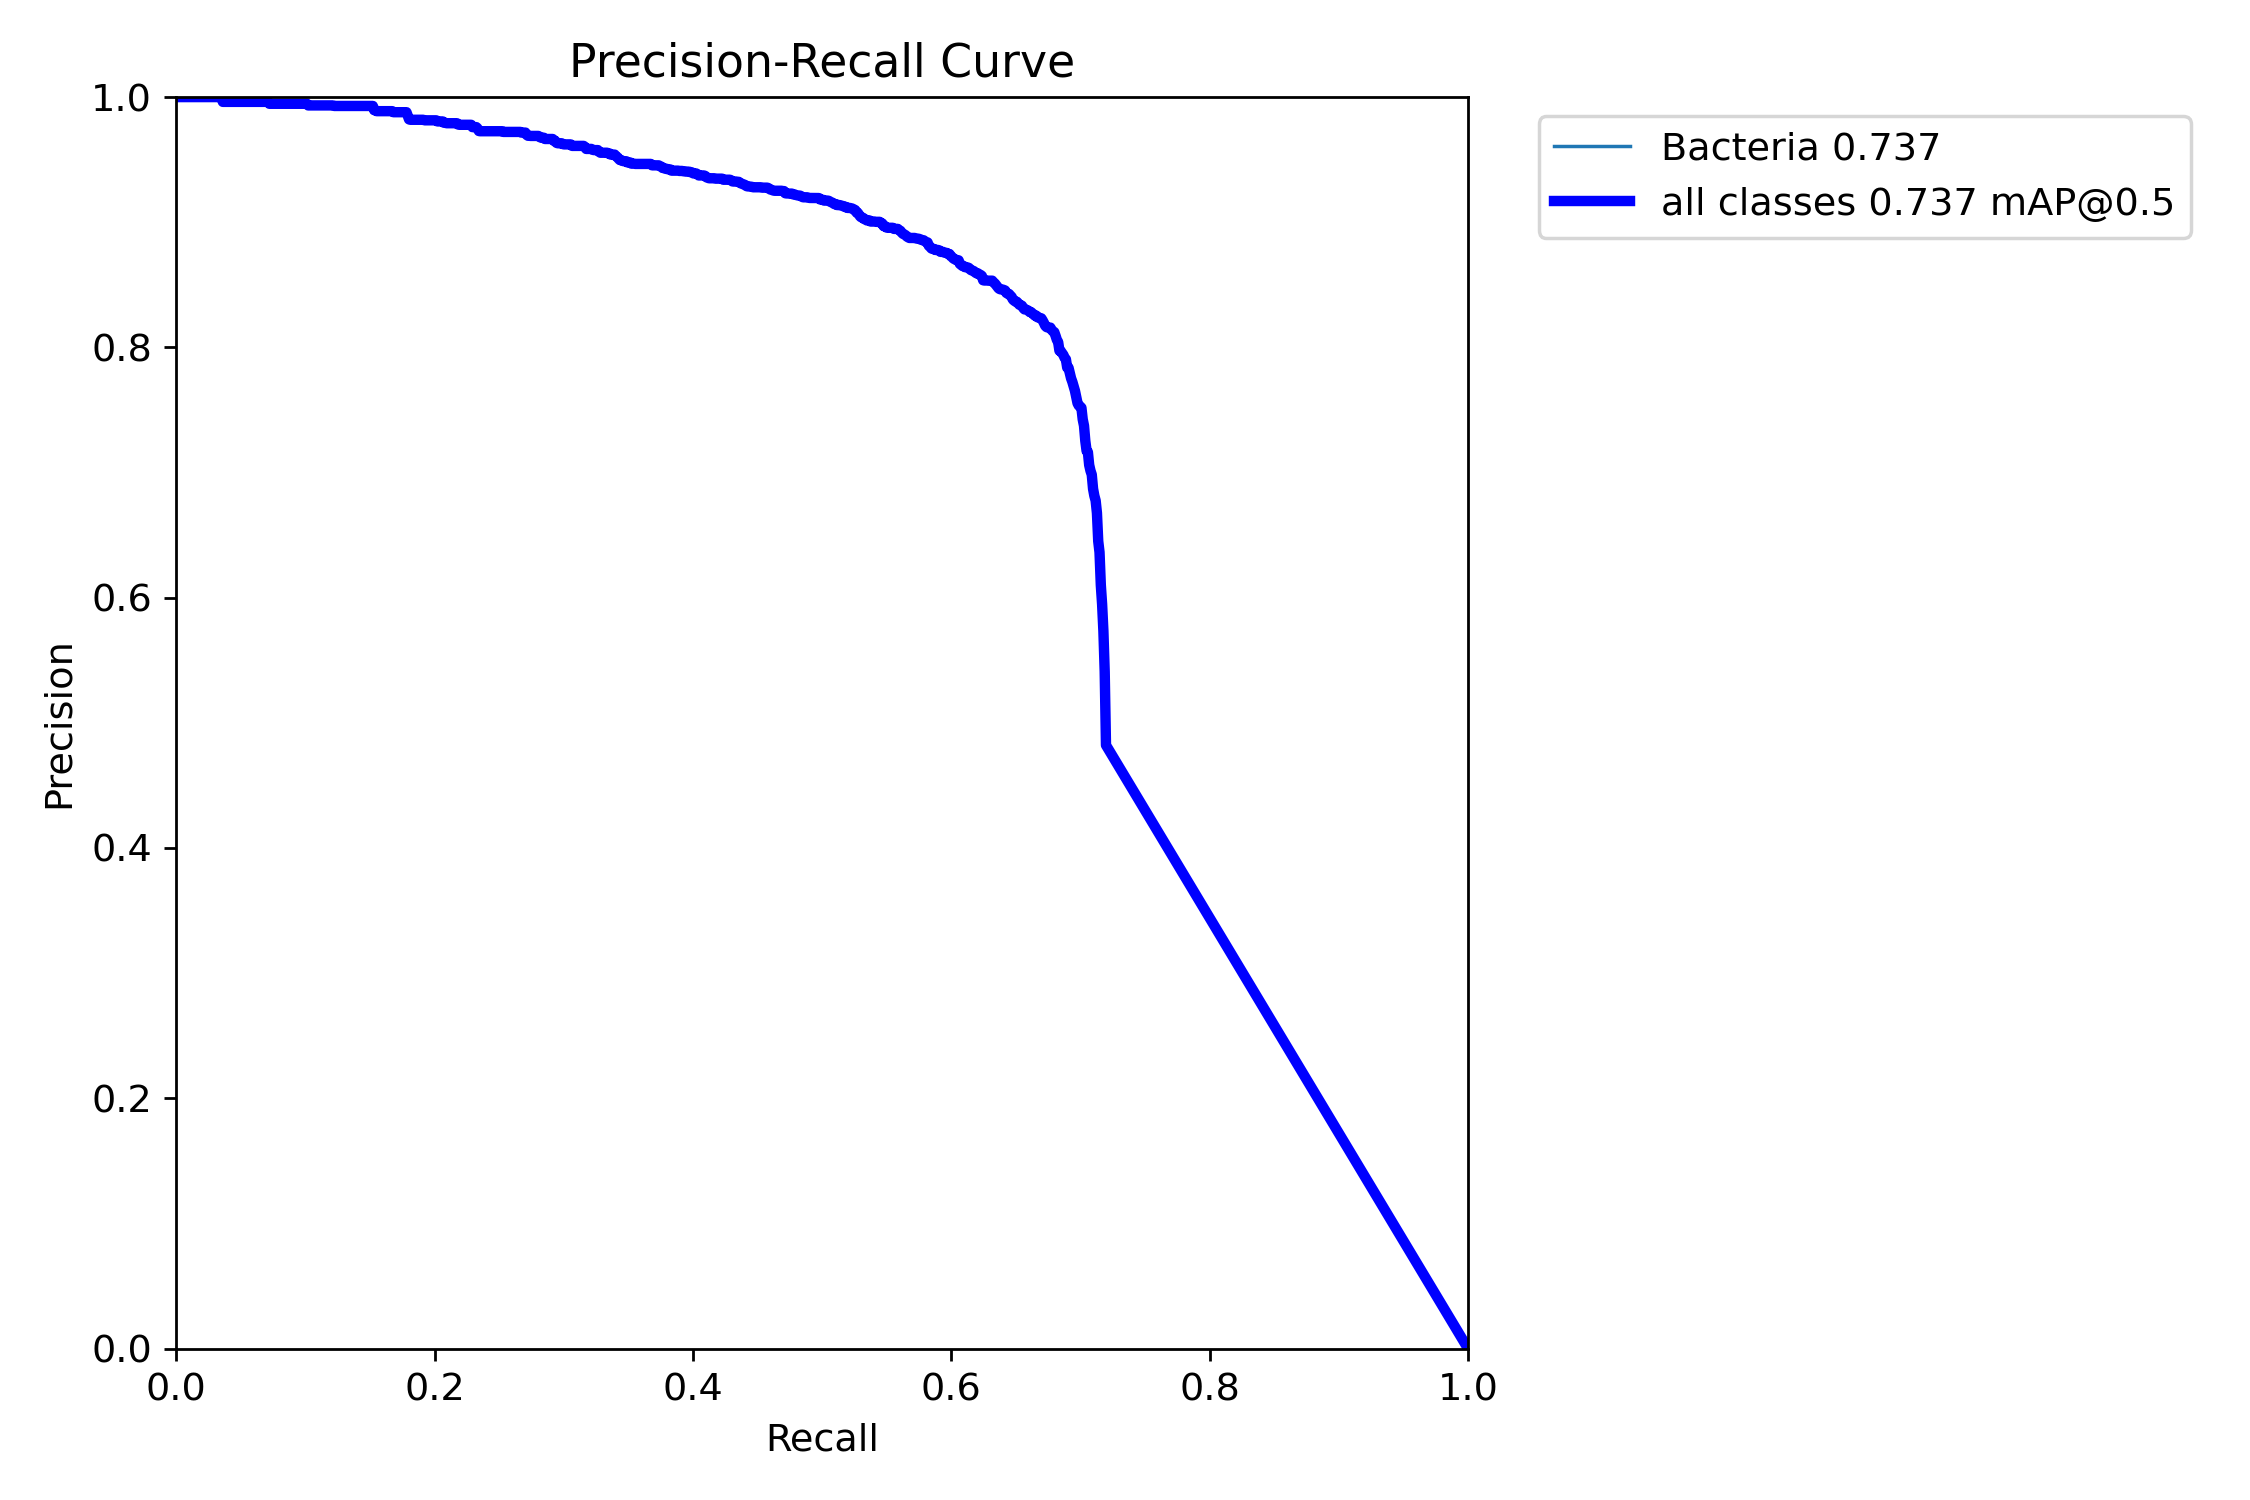 Precision-Recall Curve
Bacteria 0.737
all classes 0.737 mAP@0.5
Precision
1.0
0.8
0.6
0.4
0.2
0.0
0.0 0.2 0.4 0.6 0.8 1.0
Recall